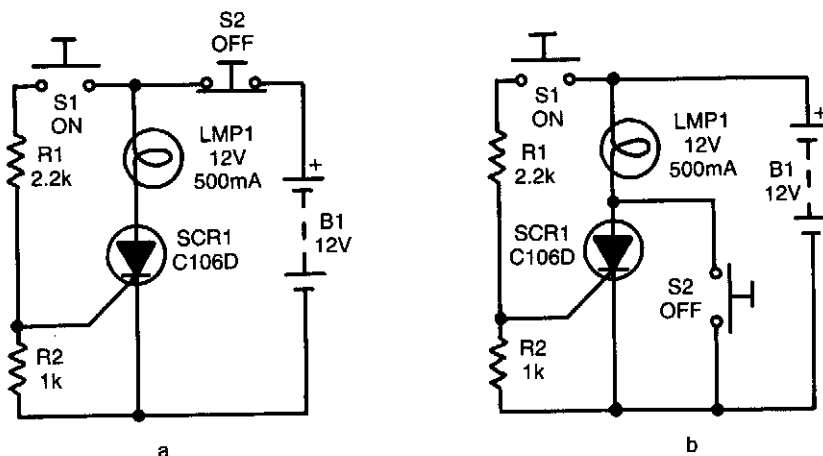 S2
OFF
S1
ON
R1
2.2k
LMP1
12V
500mA
+
B1
12V
SCR1
C106D
R2
1k
a
S1
ON
R1
2.2k
LMP1
12V
500mA
+
B1
12V
SCR1
C106D
S2
OFF
R2
1k
b